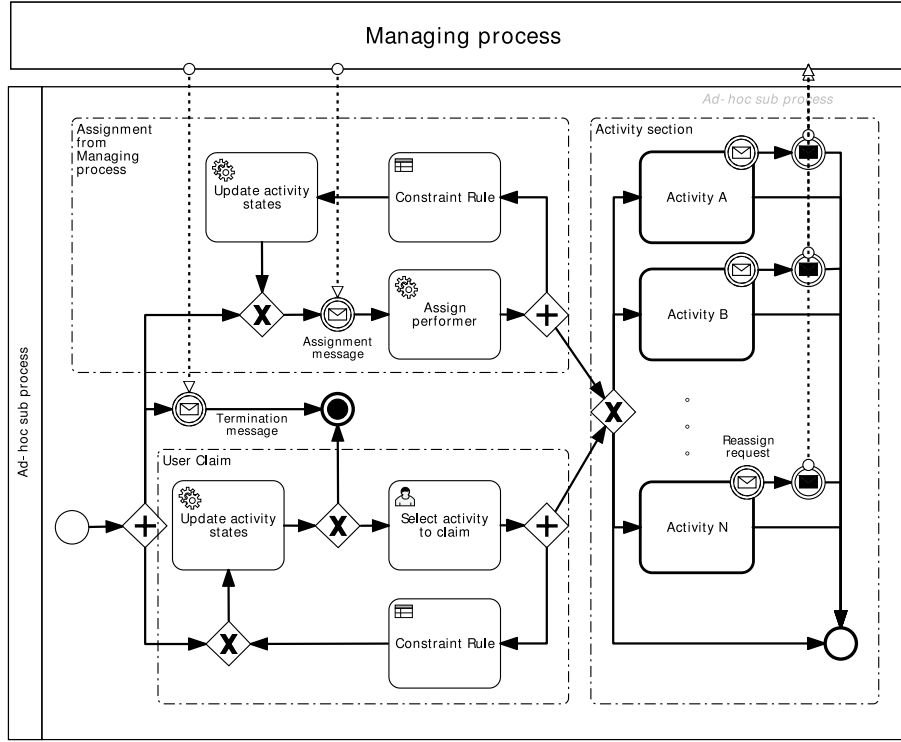 Managing process
Ad-hoc sub process
Ad-hoc sub process
Assignment
from
Managing
process
Activity section
Update activity
states
Constraint Rule
Activity A
Assign
performer
Activity B
Assignment
message
Termination
message
User Claim
Reassign
request
Update activity
states
Select activity
to claim
Activity N
Constraint Rule